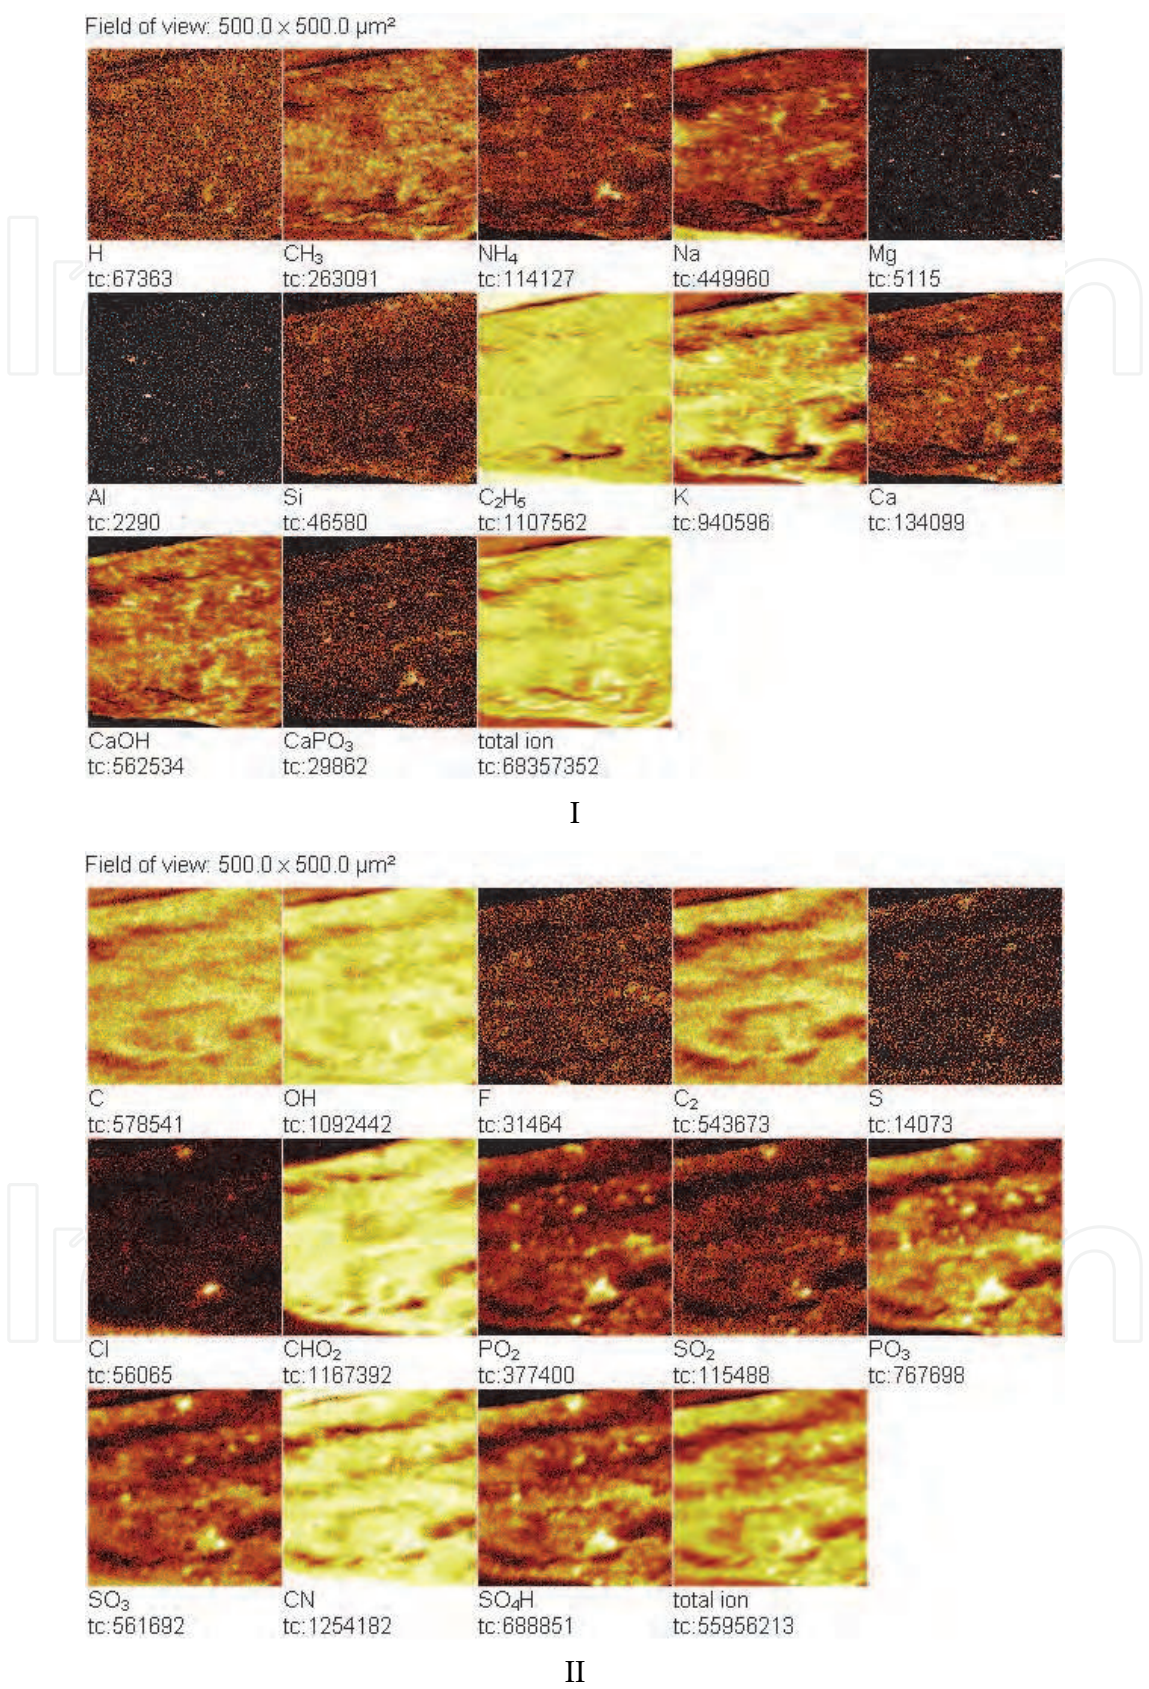 Field of view: 500.0 x 500.0 µm²
H CH₃ NH₄ Na Mg
tc:67363 tc:263091 tc:114127 tc:449960 tc:5115
Al Si C₂H₅ K Ca
tc:2290 tc:46580 tc:1107562 tc:940596 tc:134099
CaOH CaPO₃ total ion
tc:562534 tc:29862 tc:68357352
I
Field of view: 500.0 x 500.0 µm²
C OH F C₂ S
tc:578541 tc:1092442 tc:31464 tc:543673 tc:14073
Cl CHO₂ PO₂ SO₂ PO₃
tc:56065 tc:1167392 tc:377400 tc:115488 tc:767698
SO₃ CN SO₄H total ion
tc:561692 tc:1254182 tc:688851 tc:55956213
II